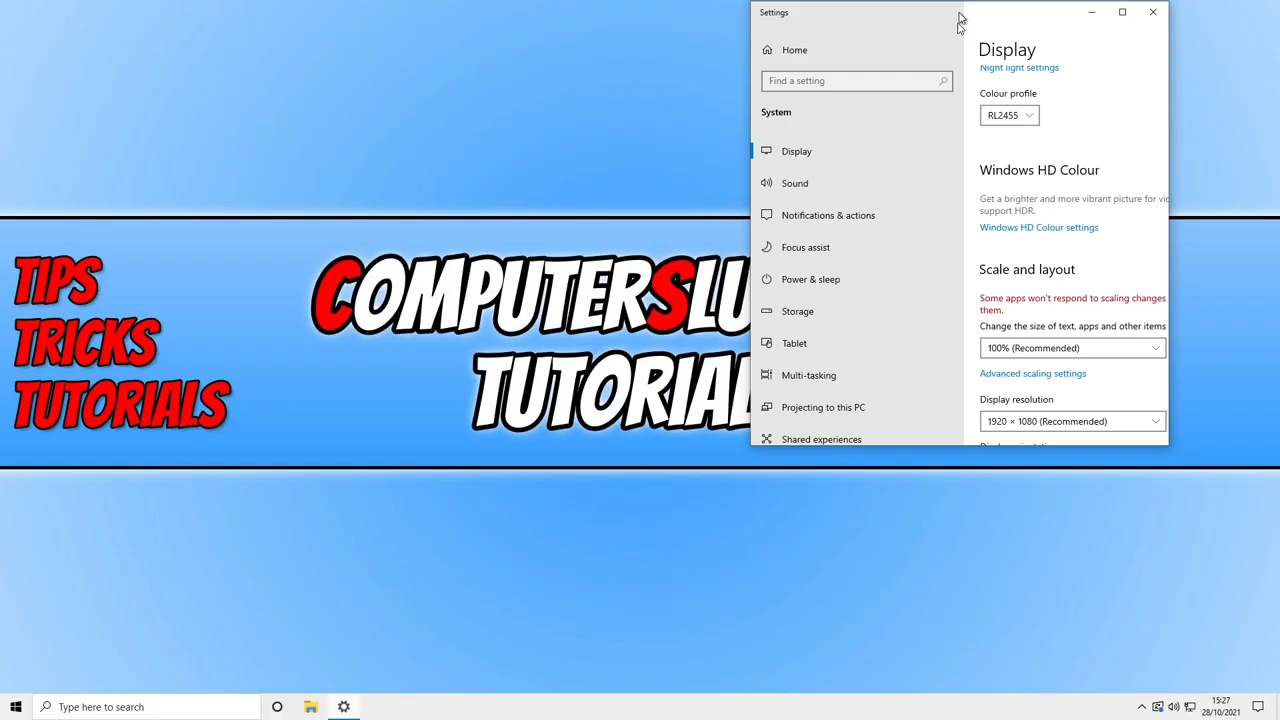 Settings
Home
Find a setting
System
Display
Sound
Notifications & actions
Focus assist
Power & sleep
Storage
Tablet
Multi-tasking
Projecting to this PC
Shared experiences
Display
Night light settings
Colour profile
RL2455
Windows HD Colour
Get a brighter and more vibrant picture for
support HDR.
Windows HD Colour settings
Scale and layout
Some apps won't respond to scaling changes
them.
Change the size of text, apps and other items
100% (Recommended)
Advanced scaling settings
Display resolution
1920 × 1080 (Recommended)
TIPS
TRICKS
TUTORIALS
COMPUTERSLU
TUTORIAL
Type here to search
15:27
28/10/2021